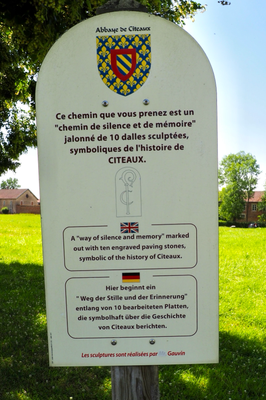 Abbaye de Citeaux
Ce chemin que vous prenez est un
"chemin de silence et de mémoire"
jalonné de 10 dalles sculptées,
symboliques de l'histoire de
CITEAUX.
A "way of silence and memory" marked
out with ten engraved paving stones,
symbolic of the history of Citeaux.
Hier beginnt ein
" Weg der Stille und der Erinnerung"
entlang von 10 bearbeiteten Platten,
die symbolhaft über die Geschichte
von Citeaux berichten.
Les sculptures sont réalisées par Gauvin